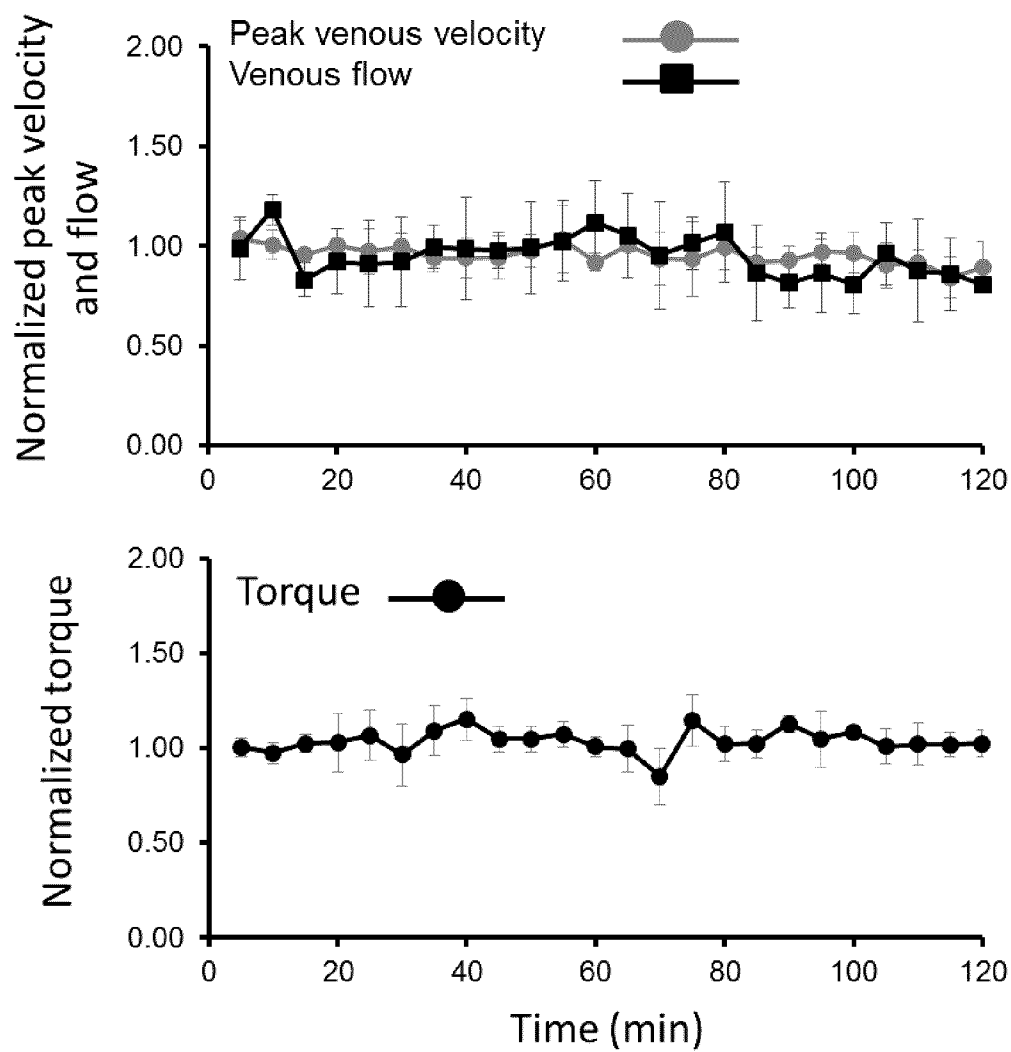 Peak venous velocity
Venous flow
Normalized peak velocity
and flow
2.00
1.50
1.00
0.50
0.00
0 20 40 60 80 100 120
Torque
Normalized torque
2.00
1.50
1.00
0.50
0.00
0 20 40 60 80 100 120
Time (min)